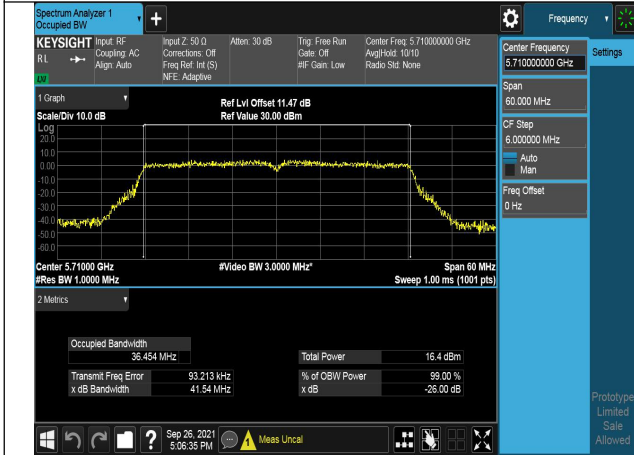 Spectrum Analyzer 1
Occupied BW
+
Frequency
KEYSIGHT
R L
LXI
Input: RF
Coupling: AC
Align: Auto
Input Z: 50 Ω
Corrections: Off
Freq Ref: Int (S)
NFE: Adaptive
Atten: 30 dB
Trig: Free Run
Gate: Off
#IF Gain: Low
Center Freq: 5.710000000 GHz
Avg|Hold: 10/10
Radio Std: None
Center Frequency
5.710000000 GHz
Settings
Span
60.000 MHz
CF Step
6.000000 MHz
Auto
Man
Freq Offset
0 Hz
1 Graph
Scale/Div 10.0 dB
Ref Lvl Offset 11.47 dB
Ref Value 30.00 dBm
Log
20.0
10.0
0.00
-10.0
-20.0
-30.0
-40.0
-50.0
-60.0
Center 5.71000 GHz
#Video BW 3.0000 MHz*
Span 60 MHz
#Res BW 1.0000 MHz
Sweep 1.00 ms (1001 pts)
2 Metrics
Occupied Bandwidth
36.454 MHz
Total Power 16.4 dBm
Transmit Freq Error 93.213 kHz
% of OBW Power 99.00 %
x dB Bandwidth 41.54 MHz
x dB -26.00 dB
Prototype
Limited
Sale
Allowed
?
Sep 26, 2021
5:06:35 PM
Meas Uncal